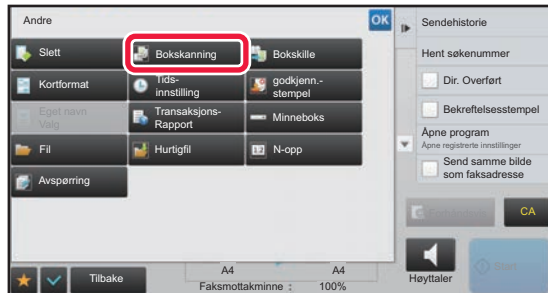 Andre
OK
Slett
Bokskanning
Bokskille
Kortformat
Tids-
innstilling
godkjenn.-
stempel
Eget navn
Valg
Transaksjons-
Rapport
Minneboks
Fil
Hurtigfil
N-opp
Avspørring
Tilbake
A4
A4
Faksmottakminne :
100%
Sendehistorie
Hent søkenummer
Dir. Overført
Bekreftelsesstempel
Åpne program
Åpne registrerte innstillinger
Send samme bilde
som faksadresse
CA
Høyttaler
Start